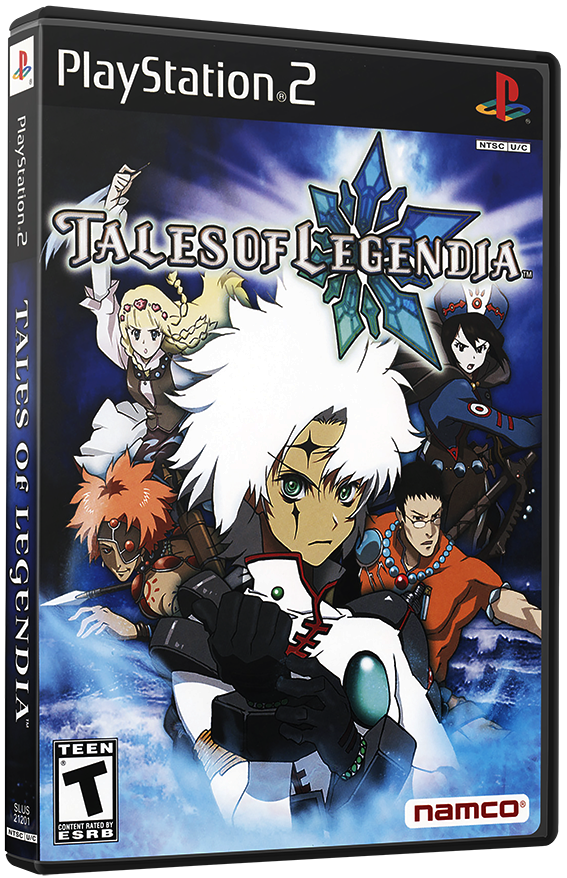 PlayStation®2
NTSC U/C
TALES OF LEGENDIA™
TEEN
T
CONTENT RATED BY
ESRB
namco®
PlayStation®2
TALES OF LEGENDIA™
SLUS
21201
NTSC U/C